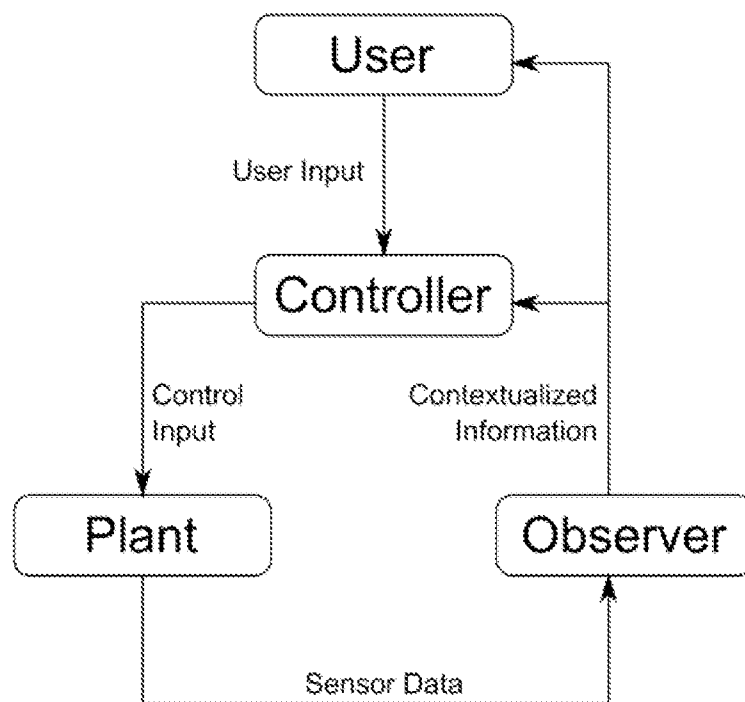 User
User Input
Controller
Control
Input
Contextualized
Information
Plant
Observer
Sensor Data